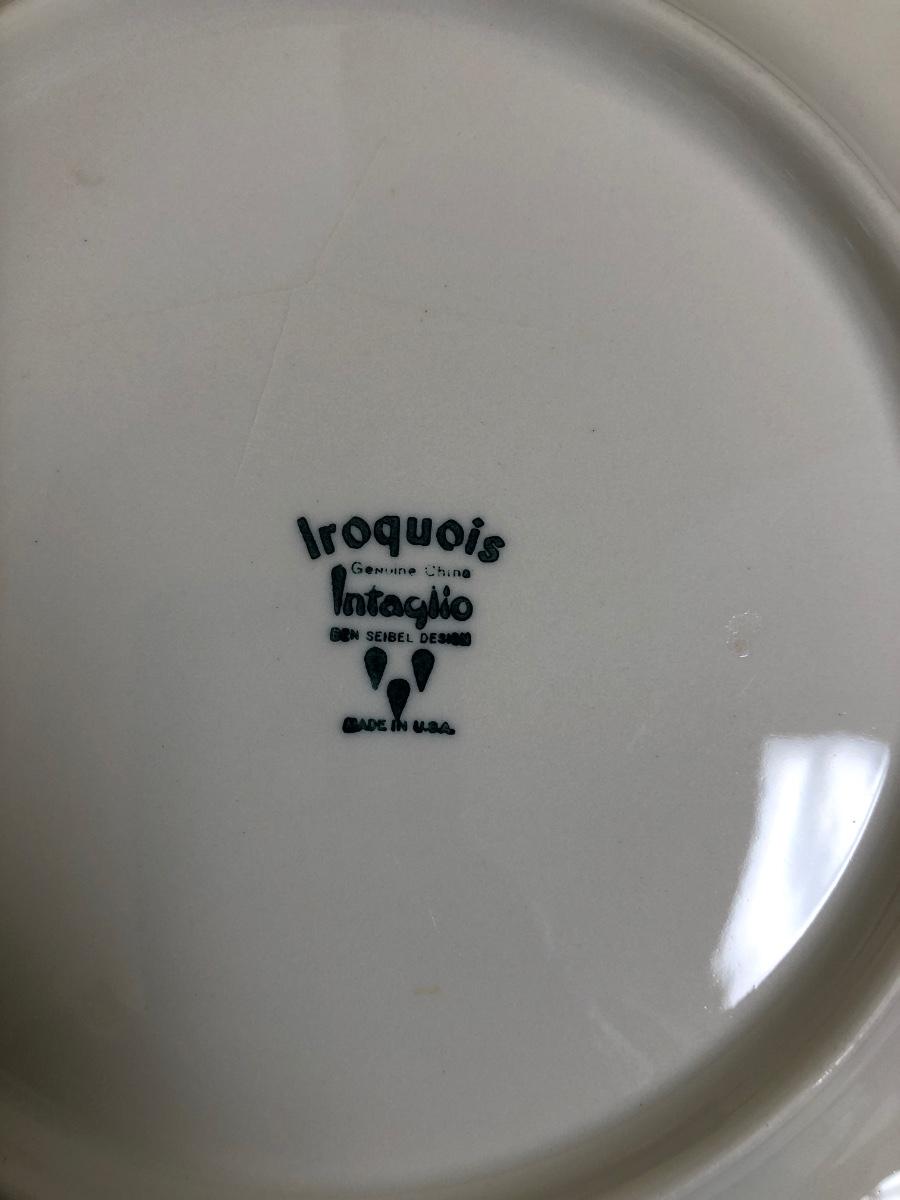 Iroquois
Genuine China
Intaglio
BEN SEIBEL DESIGN
MADE IN U.S.A.